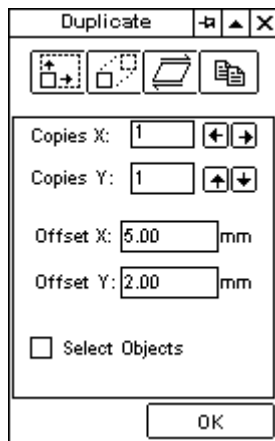 Duplicate
Copies X: 1
Copies Y: 1
Offset X: 5.00 mm
Offset Y: 2.00 mm
Select Objects
OK